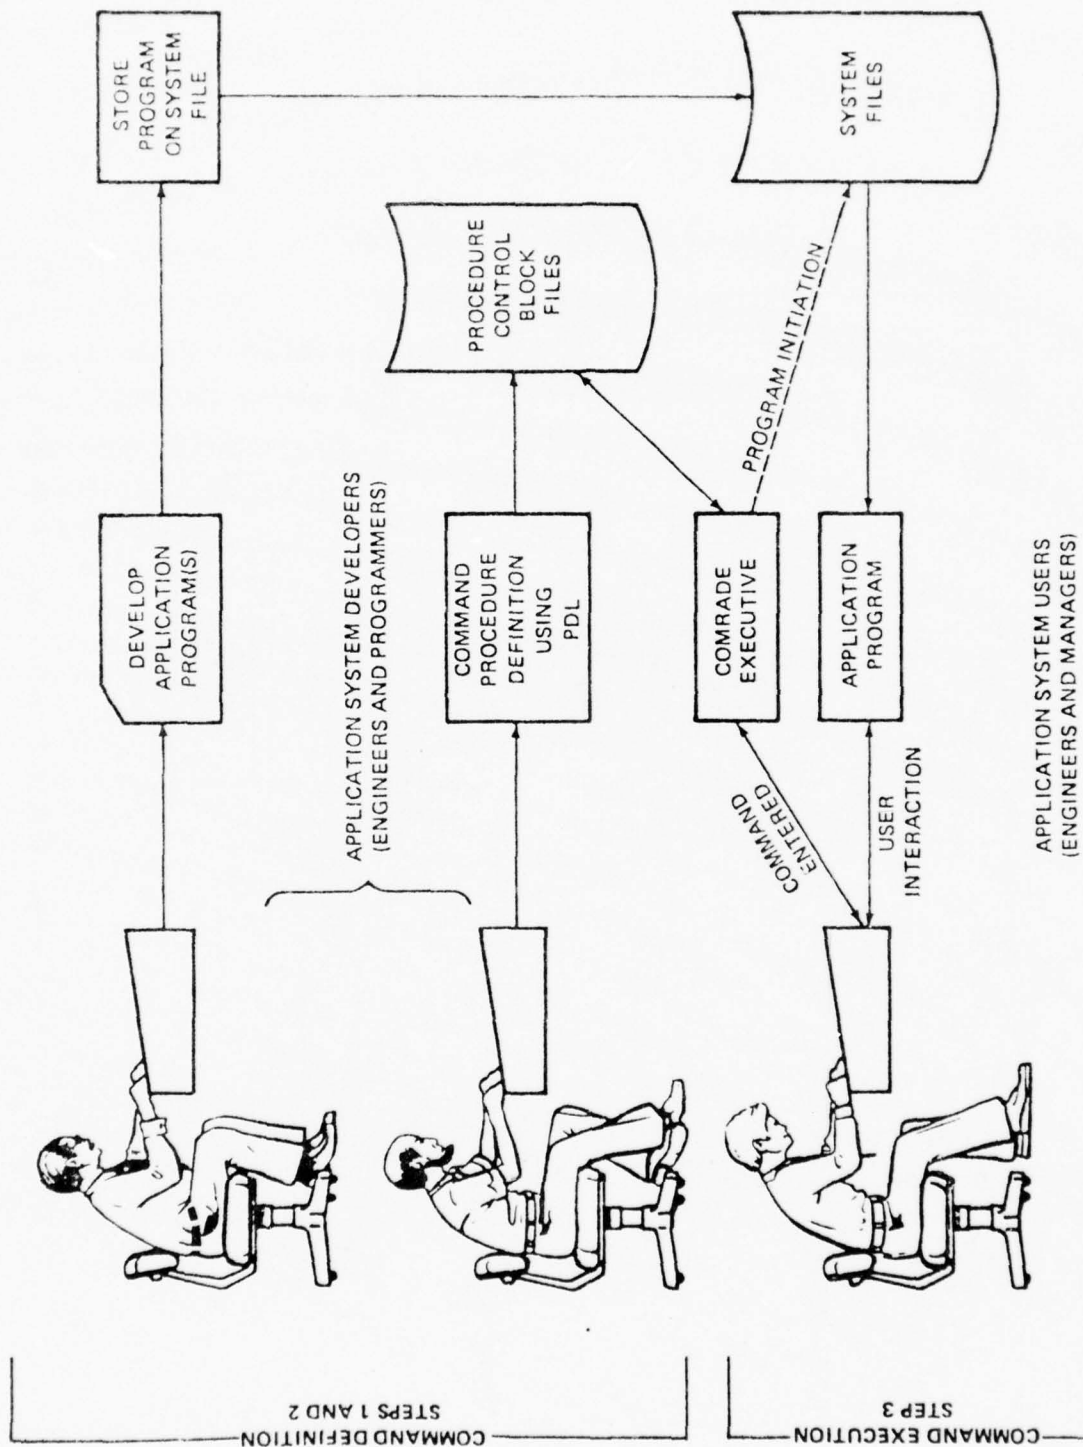 COMMAND DEFINITION
STEPS 1 AND 2
DEVELOP
APPLICATION
PROGRAM(S)
STORE
PROGRAM
ON SYSTEM
FILE
APPLICATION SYSTEM DEVELOPERS
(ENGINEERS AND PROGRAMMERS)
COMMAND
PROCEDURE
DEFINITION
USING
PDL
PROCEDURE
CONTROL
BLOCK
FILES
COMMAND EXECUTION
STEP 3
COMMAND
ENTERED
COMRADE
EXECUTIVE
PROGRAM INITIATION
SYSTEM
FILES
USER
INTERACTION
APPLICATION
PROGRAM
APPLICATION SYSTEM USERS
(ENGINEERS AND MANAGERS)